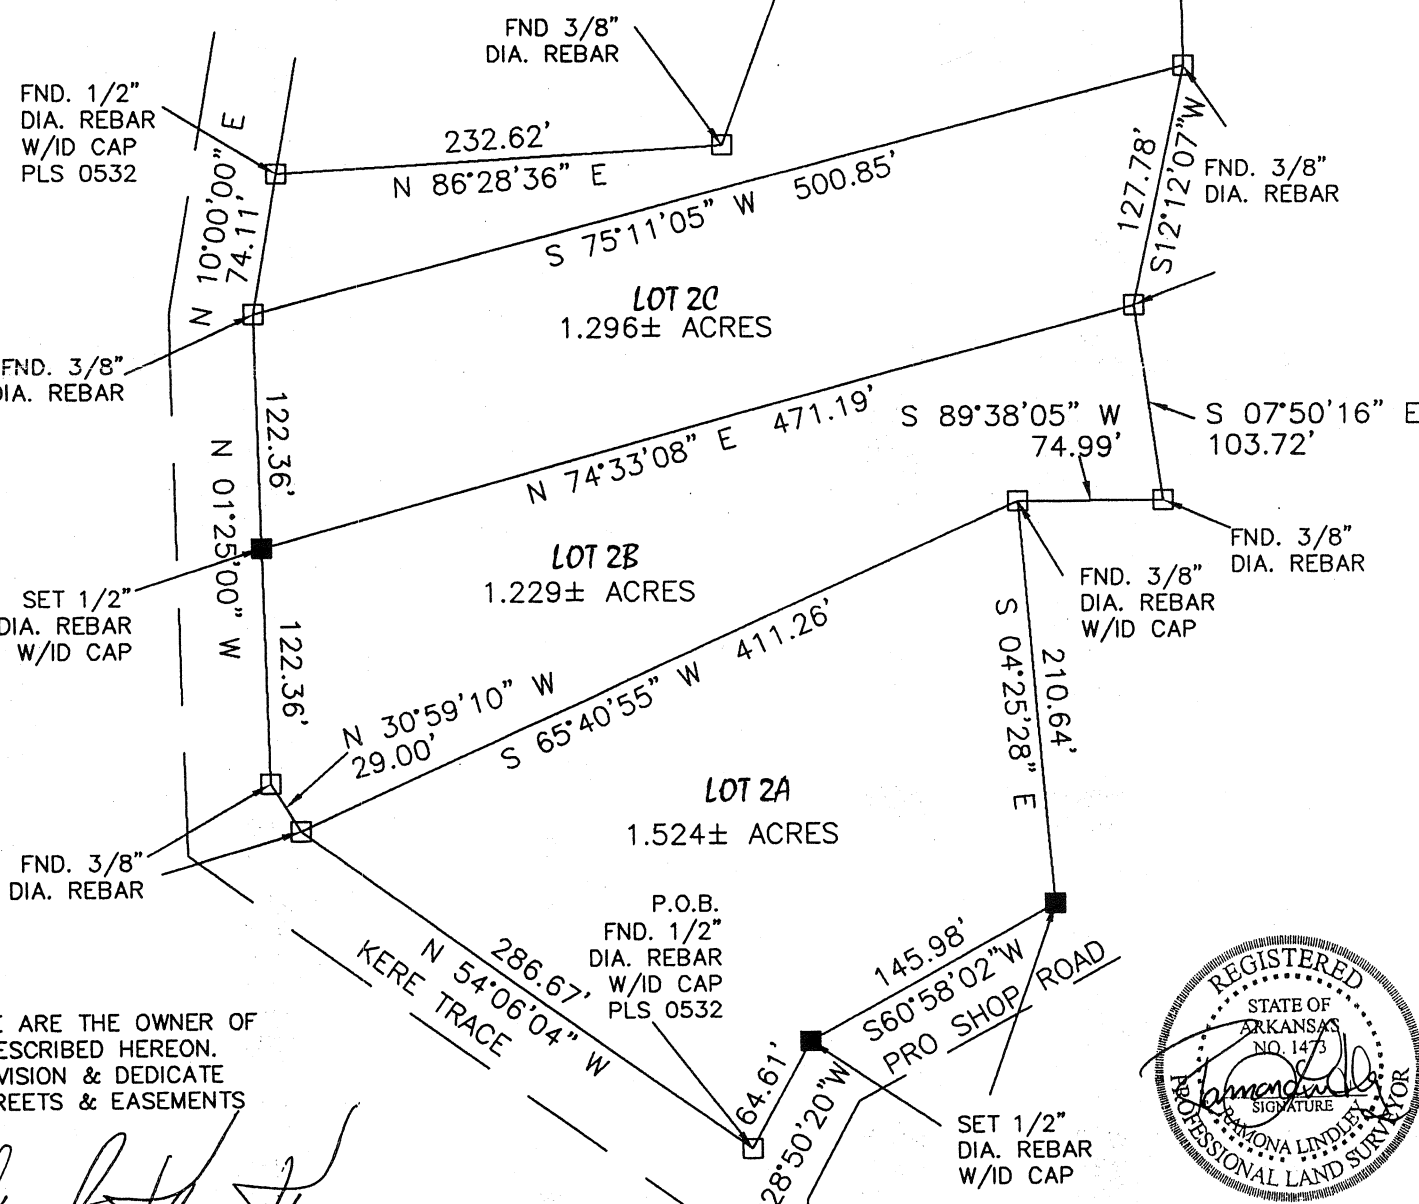 FND 3/8"
DIA. REBAR
FND. 1/2"
DIA. REBAR
W/ID CAP
PLS 0532
232.62'
N 86°28'36" E
N 10°00'00" E
74.11'
S 75°11'05" W 500.85'
127.78'
S12°12'07"W
FND. 3/8"
DIA. REBAR
LOT 2C
1.296± ACRES
FND. 3/8"
DIA. REBAR
122.36'
N 01°25'00" W
N 74°33'08" E 471.19'
S 89°38'05" W
74.99'
S 07°50'16" E
103.72'
FND. 3/8"
DIA. REBAR
FND. 3/8"
DIA. REBAR
W/ID CAP
LOT 2B
1.229± ACRES
SET 1/2"
DIA. REBAR
W/ID CAP
122.36'
N 30°59'10" W
29.00'
S 65°40'55" W 411.26'
S 04°25'28" E
210.64'
LOT 2A
1.524± ACRES
FND. 3/8"
DIA. REBAR
P.O.B.
FND. 1/2"
DIA. REBAR
W/ID CAP
PLS 0532
286.67'
N 54°06'04" W
KERE TRACE
145.98'
S60°58'02"W
PRO SHOP ROAD
64.61'
28°50'20"W
SET 1/2"
DIA. REBAR
W/ID CAP
E ARE THE OWNER OF
ESCRIBED HEREON.
VISION & DEDICATE
REETS & EASEMENTS
REGISTERED
STATE OF
ARKANSAS
NO. 1473
SIGNATURE
RAMONA LINDLEY
PROFESSIONAL LAND SURVEYOR